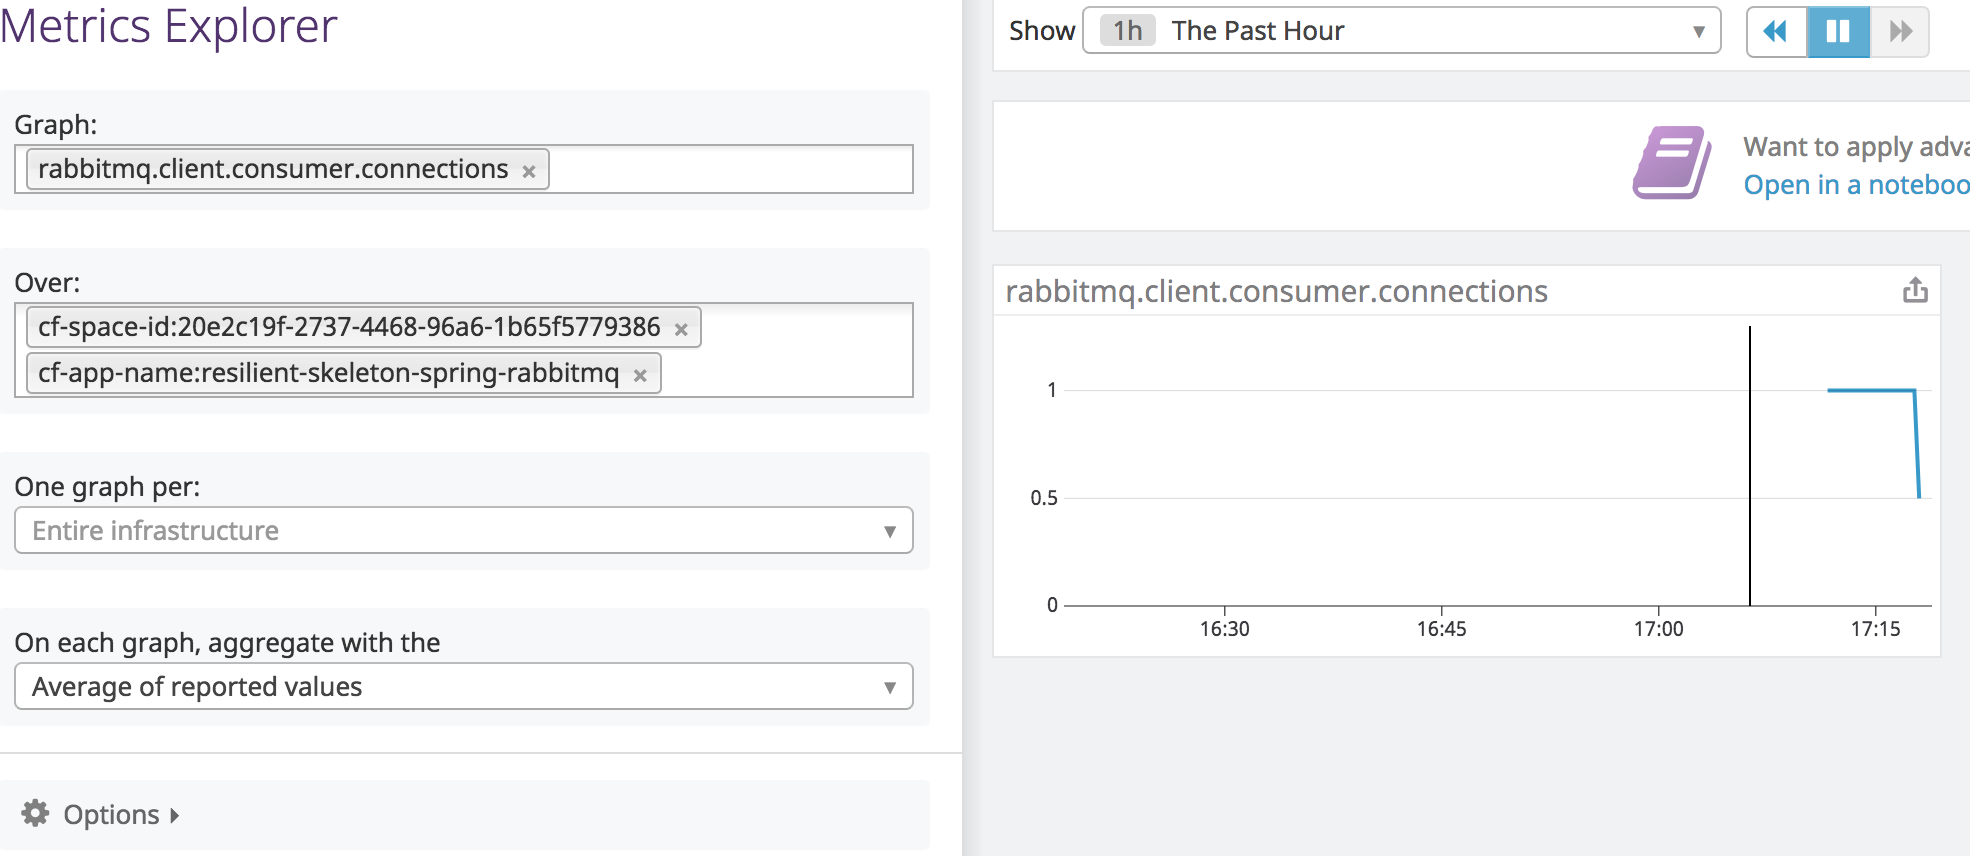 Metrics Explorer
Graph:
rabbitmq.client.consumer.connections ×
Over:
cf-space-id:20e2c19f-2737-4468-96a6-1b65f5779386 ×
cf-app-name:resilient-skeleton-spring-rabbitmq ×
One graph per:
Entire infrastructure
On each graph, aggregate with the
Average of reported values
Options
Show 1h The Past Hour
Want to apply adva
Open in a noteboo
rabbitmq.client.consumer.connections
1
0.5
0
16:30 16:45 17:00 17:15